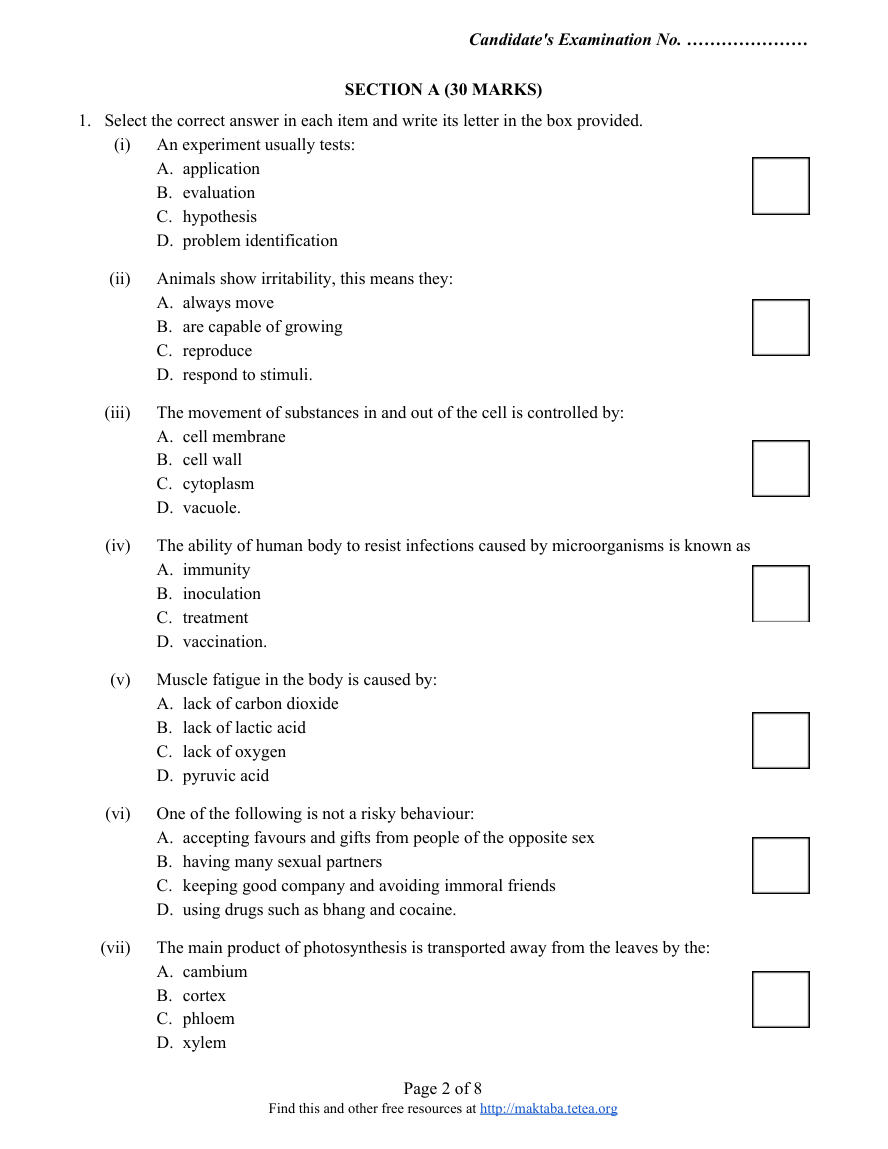 Candidate's Examination No. …………………
SECTION A (30 MARKS)
1. Select the correct answer in each item and write its letter in the box provided.
(i) An experiment usually tests:
A. application
B. evaluation
C. hypothesis
D. problem identification
(ii) Animals show irritability, this means they:
A. always move
B. are capable of growing
C. reproduce
D. respond to stimuli.
(iii) The movement of substances in and out of the cell is controlled by:
A. cell membrane
B. cell wall
C. cytoplasm
D. vacuole.
(iv) The ability of human body to resist infections caused by microorganisms is known as
A. immunity
B. inoculation
C. treatment
D. vaccination.
(v) Muscle fatigue in the body is caused by:
A. lack of carbon dioxide
B. lack of lactic acid
C. lack of oxygen
D. pyruvic acid
(vi) One of the following is not a risky behaviour:
A. accepting favours and gifts from people of the opposite sex
B. having many sexual partners
C. keeping good company and avoiding immoral friends
D. using drugs such as bhang and cocaine.
(vii) The main product of photosynthesis is transported away from the leaves by the:
A. cambium
B. cortex
C. phloem
D. xylem
Page 2 of 8
Find this and other free resources at http://maktaba.tetea.org